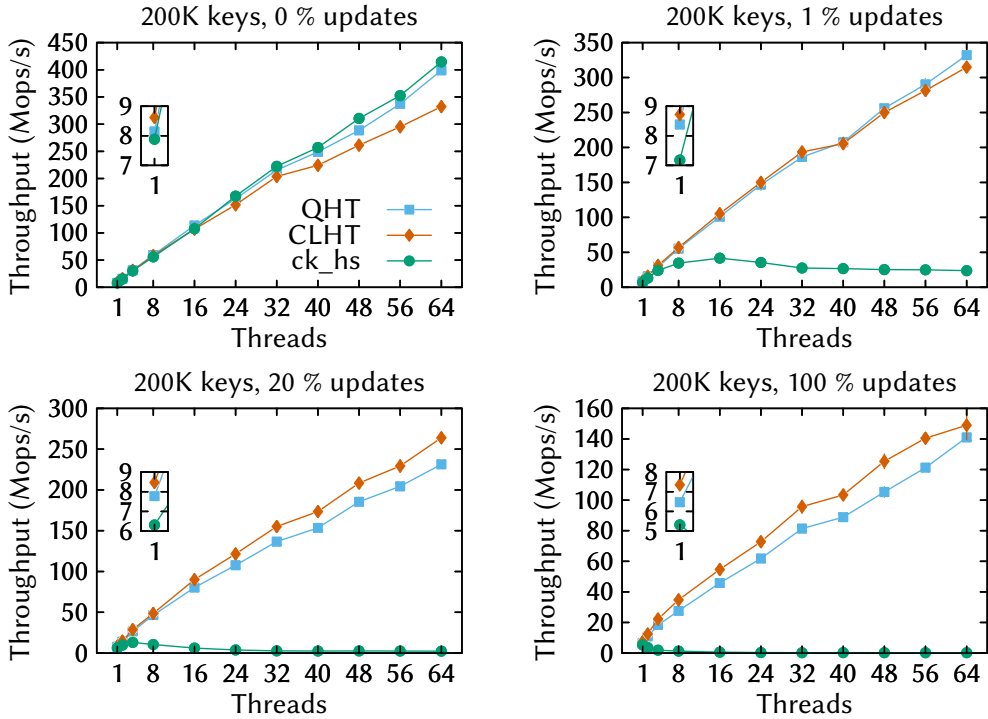 200K keys, 0 % updates
Throughput (Mops/s)
450
400
350
300
250
200
150
100
50
0
9
8
7
1
QHT
CLHT
ck_hs
1 8 16 24 32 40 48 56 64
Threads
200K keys, 1 % updates
Throughput (Mops/s)
350
300
250
200
150
100
50
0
9
8
7
1
1 8 16 24 32 40 48 56 64
Threads
200K keys, 20 % updates
Throughput (Mops/s)
300
250
200
150
100
50
0
9
8
7
6
1
1 8 16 24 32 40 48 56 64
Threads
200K keys, 100 % updates
Throughput (Mops/s)
160
140
120
100
80
60
40
20
0
8
7
6
5
1
1 8 16 24 32 40 48 56 64
Threads